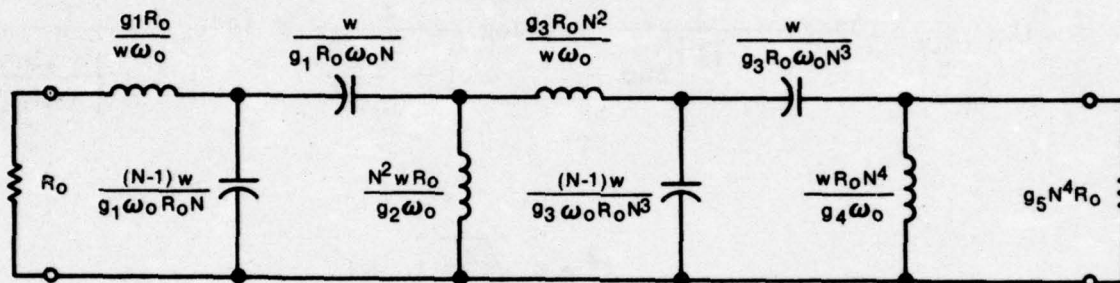 g₁R₀
wω₀
w
g₁R₀ω₀N
g₃R₀N²
wω₀
w
g₃R₀ω₀N³
R₀
(N-1)w
g₁ω₀R₀N
N²wR₀
g₂ω₀
(N-1)w
g₃ω₀R₀N³
wR₀N⁴
g₄ω₀
g₅N⁴R₀